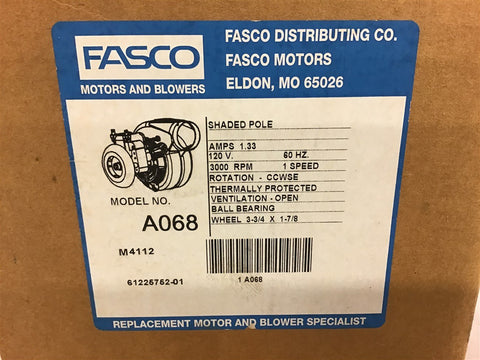 FASCO
MOTORS AND BLOWERS
FASCO DISTRIBUTING CO.
FASCO MOTORS
ELDON, MO 65026
SHADED POLE
AMPS 1.33
120 V. 60 HZ.
3000 RPM 1 SPEED
ROTATION - CCWSE
THERMALLY PROTECTED
VENTILATION - OPEN
BALL BEARING
WHEEL 3-3/4 X 1-7/8
MODEL NO.
A068
M4112
61225752-01
1 A068
REPLACEMENT MOTOR AND BLOWER SPECIALIST